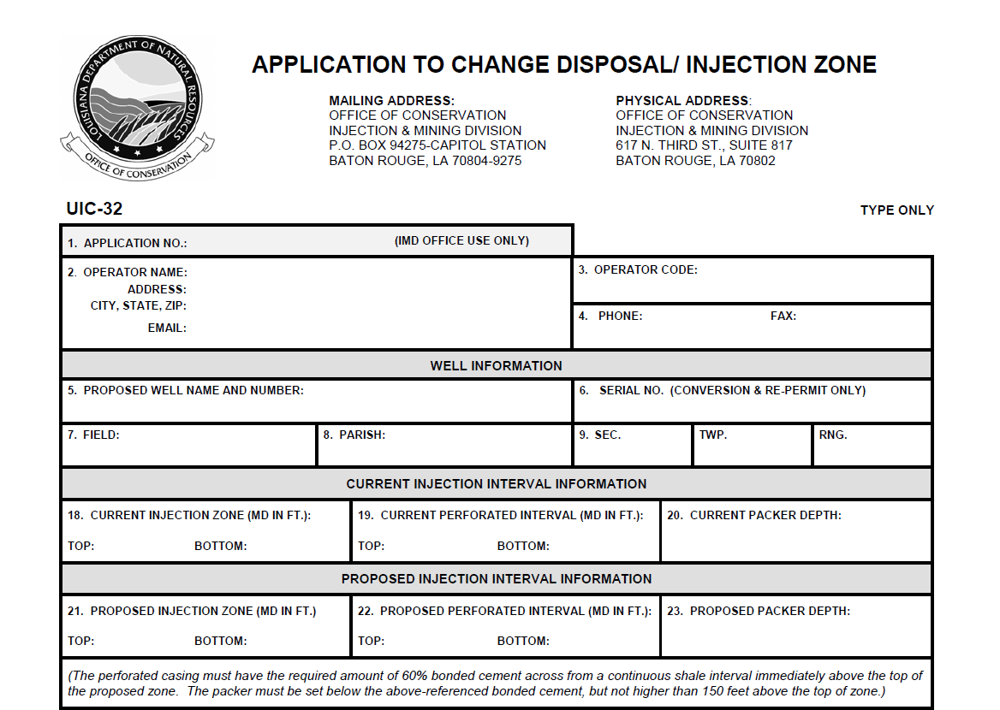 LOUISIANA DEPARTMENT OF NATURAL RESOURCES
OFFICE OF CONSERVATION
APPLICATION TO CHANGE DISPOSAL/ INJECTION ZONE
MAILING ADDRESS:
OFFICE OF CONSERVATION
INJECTION & MINING DIVISION
P.O. BOX 94275-CAPITOL STATION
BATON ROUGE, LA 70804-9275
PHYSICAL ADDRESS:
OFFICE OF CONSERVATION
INJECTION & MINING DIVISION
617 N. THIRD ST., SUITE 817
BATON ROUGE, LA 70802
UIC-32
TYPE ONLY
1. APPLICATION NO.: (IMD OFFICE USE ONLY)
2. OPERATOR NAME:
ADDRESS:
CITY, STATE, ZIP:
EMAIL:
3. OPERATOR CODE:
4. PHONE: FAX:
WELL INFORMATION
5. PROPOSED WELL NAME AND NUMBER:
6. SERIAL NO. (CONVERSION & RE-PERMIT ONLY)
7. FIELD:
8. PARISH:
9. SEC.
TWP.
RNG.
CURRENT INJECTION INTERVAL INFORMATION
18. CURRENT INJECTION ZONE (MD IN FT.):
TOP: BOTTOM:
19. CURRENT PERFORATED INTERVAL (MD IN FT.):
TOP: BOTTOM:
20. CURRENT PACKER DEPTH:
PROPOSED INJECTION INTERVAL INFORMATION
21. PROPOSED INJECTION ZONE (MD IN FT.)
TOP: BOTTOM:
22. PROPOSED PERFORATED INTERVAL (MD IN FT.):
TOP: BOTTOM:
23. PROPOSED PACKER DEPTH:
(The perforated casing must have the required amount of 60% bonded cement across from a continuous shale interval immediately above the top of
the proposed zone. The packer must be set below the above-referenced bonded cement, but not higher than 150 feet above the top of zone.)